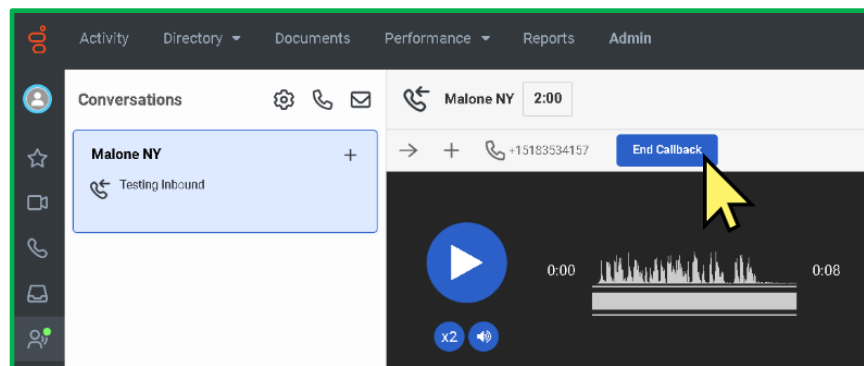 Activity Directory Documents Performance Reports Admin
Conversations
Malone NY 2:00
Malone NY
Testing Inbound
+15183534157 End Callback
0:00 0:08
x2